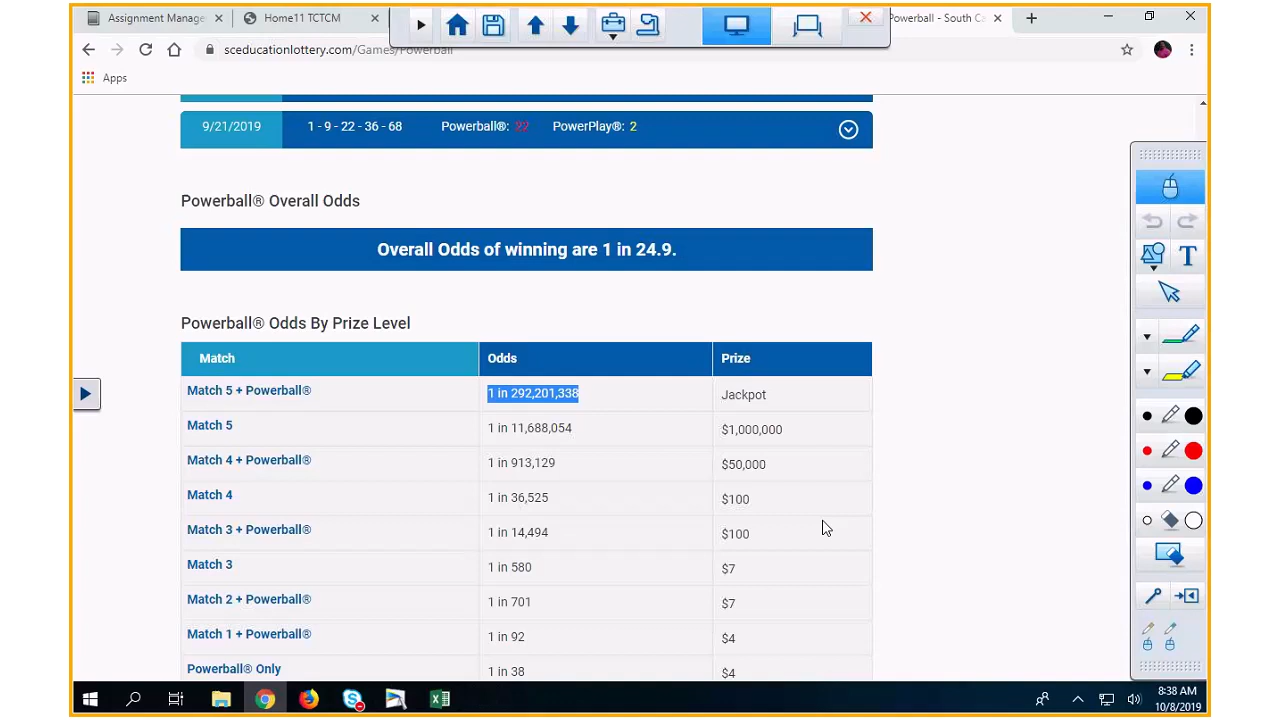 Assignment Manage
Home11 TCTCM
Powerball - South Ca
sceducationlottery.com/Games/Powerball
Apps
9/21/2019 1 - 9 - 22 - 36 - 68 Powerball®: 22 PowerPlay®: 2
Powerball® Overall Odds
Overall Odds of winning are 1 in 24.9.
Powerball® Odds By Prize Level
Match Odds Prize
Match 5 + Powerball® 1 in 292,201,338 Jackpot
Match 5 1 in 11,688,054 $1,000,000
Match 4 + Powerball® 1 in 913,129 $50,000
Match 4 1 in 36,525 $100
Match 3 + Powerball® 1 in 14,494 $100
Match 3 1 in 580 $7
Match 2 + Powerball® 1 in 701 $7
Match 1 + Powerball® 1 in 92 $4
Powerball® Only 1 in 38 $4
T
8:38 AM
10/8/2019